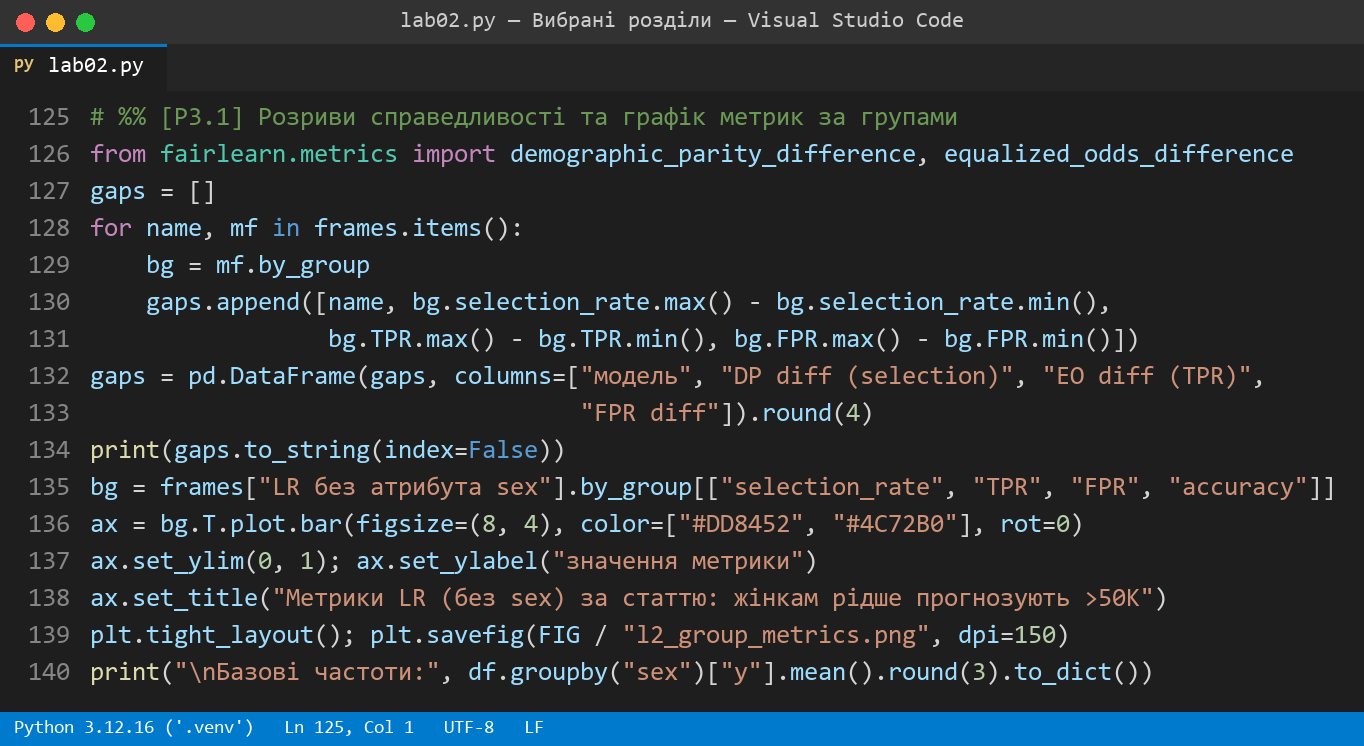 lab02.py — Вибрані розділи — Visual Studio Code
py lab02.py
125 # %% [P3.1] Розриви справедливості та графік метрик за групами
126 from fairlearn.metrics import demographic_parity_difference, equalized_odds_difference
127 gaps = []
128 for name, mf in frames.items():
129     bg = mf.by_group
130     gaps.append([name, bg.selection_rate.max() - bg.selection_rate.min(),
131                  bg.TPR.max() - bg.TPR.min(), bg.FPR.max() - bg.FPR.min()])
132 gaps = pd.DataFrame(gaps, columns=["модель", "DP diff (selection)", "EO diff (TPR)",
133                                    "FPR diff"]).round(4)
134 print(gaps.to_string(index=False))
135 bg = frames["LR без атрибута sex"].by_group[["selection_rate", "TPR", "FPR", "accuracy"]]
136 ax = bg.T.plot.bar(figsize=(8, 4), color=["#DD8452", "#4C72B0"], rot=0)
137 ax.set_ylim(0, 1); ax.set_ylabel("значення метрики")
138 ax.set_title("Метрики LR (без sex) за статтю: жінкам рідше прогнозують >50K")
139 plt.tight_layout(); plt.savefig(FIG / "l2_group_metrics.png", dpi=150)
140 print("\nБазові частоти:", df.groupby("sex")["y"].mean().round(3).to_dict())
Python 3.12.16 ('.venv') Ln 125, Col 1 UTF-8 LF